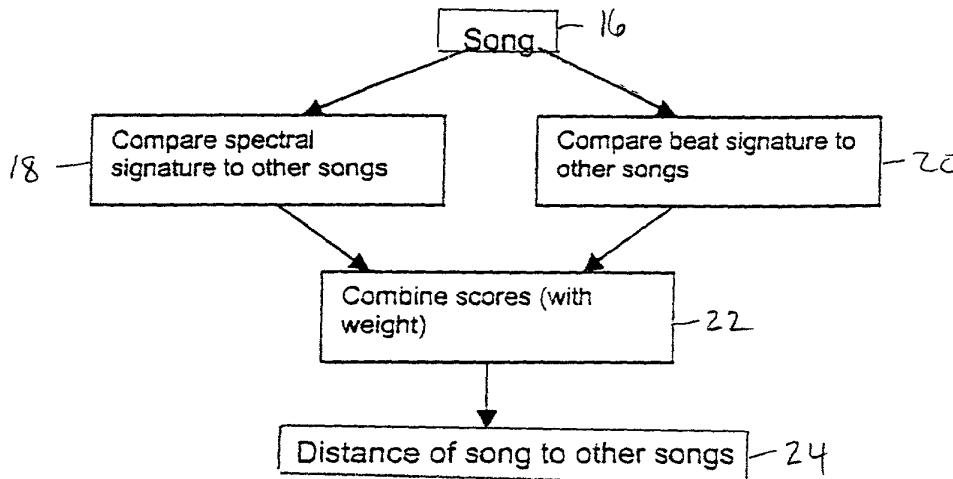 Song
16
Compare spectral
signature to other songs
18
Compare beat signature to
other songs
20
Combine scores (with
weight)
22
Distance of song to other songs
24